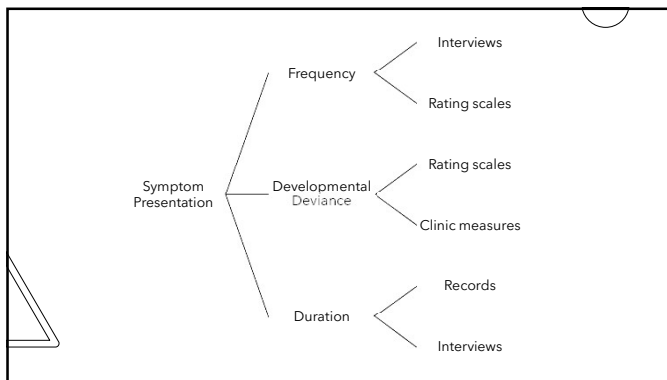 Interviews
Frequency
Rating scales
Rating scales
Symptom
Presentation
Developmental
Deviance
Clinic measures
Records
Duration
Interviews